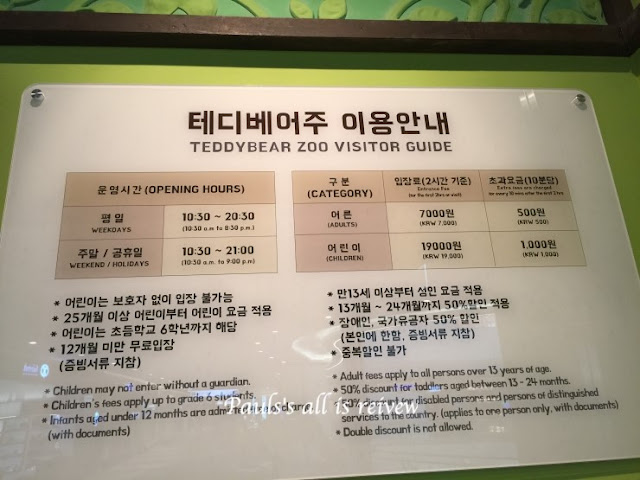 테디베어주 이용안내
TEDDYBEAR ZOO VISITOR GUIDE
운영시간 (OPENING HOURS)
평 일
WEEKDAYS
10:30 ~ 20:30
(10:30 a.m to 8:30 p.m.)
주말 / 공휴일
WEEKEND / HOLIDAYS
10:30 ~ 21:00
(10:30 a.m. to 9:00 p.m)
구 분
(CATEGORY)
입장료(2시간 기준)
Entrance Fee
초과요금(10분당)
Extra fees are charged
어 른
(ADULTS)
7000원
(KRW 7,000)
500원
(KRW 500)
어 린 이
(CHILDREN)
19000원
(KRW 19,000)
1,000원
(KRW 1,000)
* 어린이는 보호자 없이 입장 불가능
* 25개월 이상 어린이부터 어린이 요금 적용
* 어린이는 초등학교 6학년까지 해당
* 12개월 미만 무료입장
(증빙서류 지참)
* Children may not enter without a guardian.
* Children's fees apply up to grade 6 students.
* Infants aged under 12 months are
(with documents)
* 만13세 이상부터 성인 요금 적용
* 13개월 ~ 24개월까지 50%할인 적용
* 장애인, 국가유공자 50% 할인
(본인에 한함, 증빙서류 지참)
* 중복할인 불가
* Adult fees apply to all persons over 13 years of age.
* 50% discount for toddlers aged between 13 - 24 months.
* 50% discount for disabled persons and persons of distinguished
services to the country. (applies to one person only, with documents)
* Double discount is not allowed.
Pauls's all is reivew